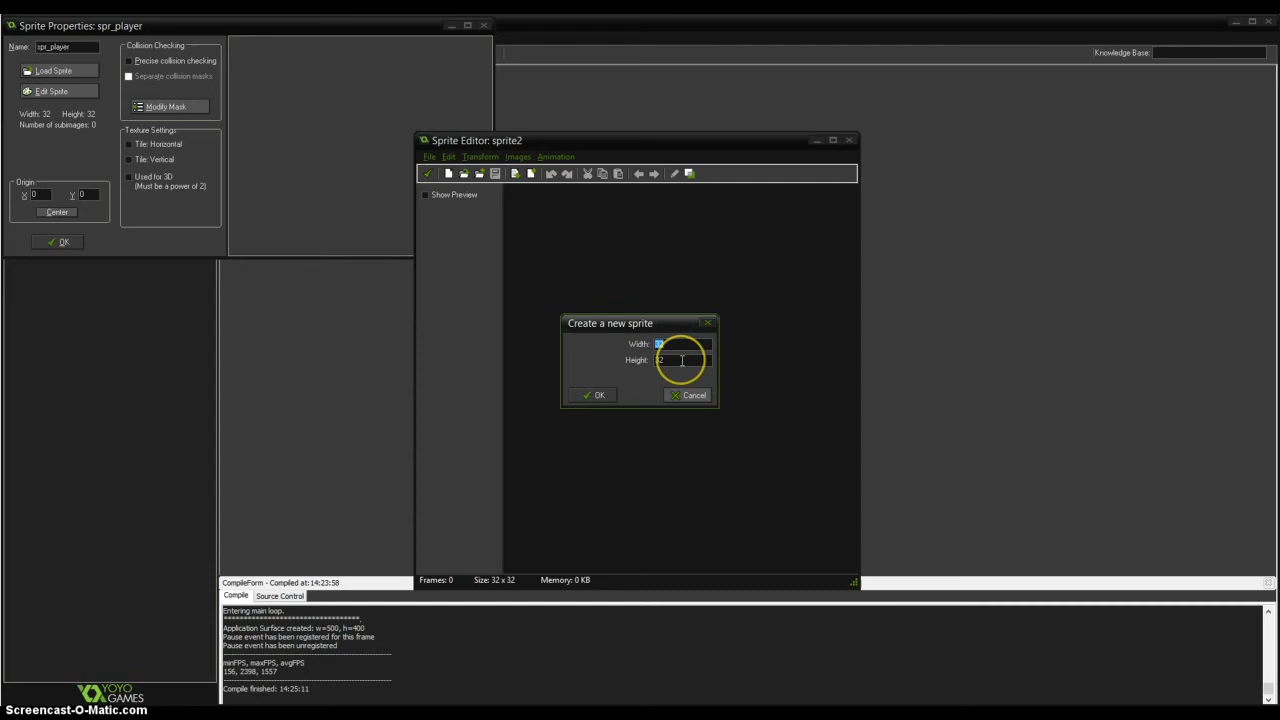 Sprite Properties: spr_player
Name: spr_player
Load Sprite
Edit Sprite
Width: 32 Height: 32
Number of subimages: 0
Origin
X 0 Y 0
Center
OK
Collision Checking
Precise collision checking
Separate collision masks
Modify Mask
Texture Settings
Tile: Horizontal
Tile: Vertical
Used for 3D
(Must be a power of 2)
Knowledge Base:
Sprite Editor: sprite2
File Edit Transform Images Animation
Show Preview
Create a new sprite
Width: 32
Height: 32
OK Cancel
Frames: 0 Size: 32 x 32 Memory: 0 KB
CompileForm - Compiled at:14:23:58
Compile Source Control
Entering main loop.
Application Surface created: w=500, h=400
Pause event has been registered for this frame
Pause event has been unregistered
minFPS, maxFPS, avgFPS
156, 2398, 1557
Compile finished: 14:25:11
YOYO
GAMES
Screencast-O-Matic.com